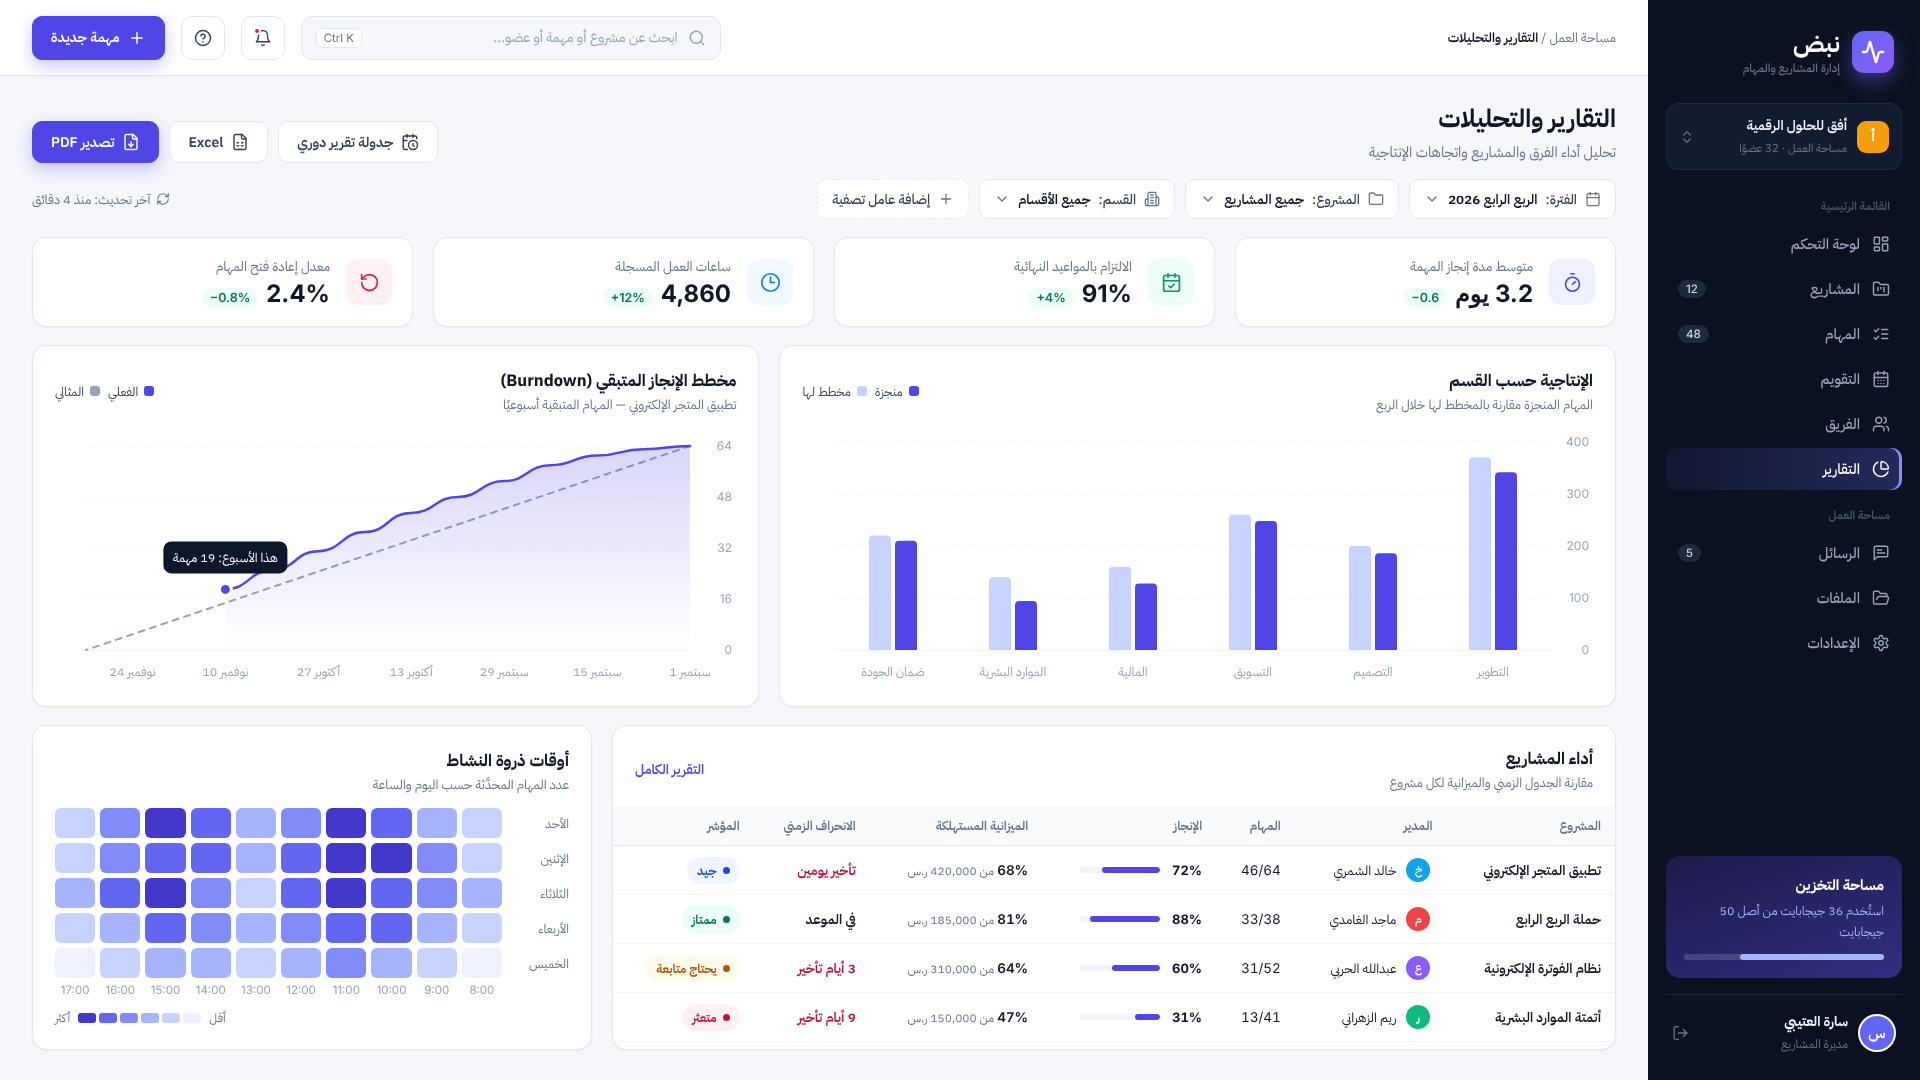 نبض
إدارة المشاريع والمهام
أ
أفق للحلول الرقمية
مساحة العمل · 32 عضوًا
القائمة الرئيسية
لوحة التحكم
المشاريع 12
المهام 48
التقويم
الفريق
التقارير
مساحة العمل
الرسائل 5
الملفات
الإعدادات
مساحة التخزين
استُخدم 36 جيجابايت من أصل 50
جيجابايت
س
سارة العتيبي
مديرة المشاريع
مساحة العمل / التقارير والتحليلات
ابحث عن مشروع أو مهمة أو عضو...
Ctrl K
مهمة جديدة
التقارير والتحليلات
تحليل أداء الفرق والمشاريع واتجاهات الإنتاجية
جدولة تقرير دوري
Excel
تصدير PDF
الفترة: الربع الرابع 2026
المشروع: جميع المشاريع
القسم: جميع الأقسام
إضافة عامل تصفية
آخر تحديث: منذ 4 دقائق
متوسط مدة إنجاز المهمة
3.2 يوم −0.6
الالتزام بالمواعيد النهائية
91% +4%
ساعات العمل المسجلة
4,860 +12%
معدل إعادة فتح المهام
2.4% −0.8%
الإنتاجية حسب القسم
المهام المنجزة مقارنة بالمخطط لها خلال الربع
منجزة
مخطط لها
400
300
200
100
0
التطوير
التصميم
التسويق
المالية
الموارد البشرية
ضمان الجودة
مخطط الإنجاز المتبقي (Burndown)
تطبيق المتجر الإلكتروني — المهام المتبقية أسبوعيًا
الفعلي
المثالي
64
48
32
16
0
هذا الأسبوع: 19 مهمة
1 سبتمبر
15 سبتمبر
29 سبتمبر
13 أكتوبر
27 أكتوبر
10 نوفمبر
24 نوفمبر
أداء المشاريع
مقارنة الجدول الزمني والميزانية لكل مشروع
التقرير الكامل
المشروع المدير المهام الإنجاز الميزانية المستهلكة الانحراف الزمني المؤشر
تطبيق المتجر الإلكتروني خ خالد الشمري 46/64 72% 68% من 420,000 ر.س تأخير يومين جيد
حملة الربع الرابع م ماجد الغامدي 33/38 88% 81% من 185,000 ر.س في الموعد ممتاز
نظام الفوترة الإلكترونية ع عبدالله الحربي 31/52 60% 64% من 310,000 ر.س 3 أيام تأخير يحتاج متابعة
أتمتة الموارد البشرية ر ريم الزهراني 13/41 31% 47% من 150,000 ر.س 9 أيام تأخير متعثر
أوقات ذروة النشاط
عدد المهام المحدَّثة حسب اليوم والساعة
الأحد
الإثنين
الثلاثاء
الأربعاء
الخميس
8:00 9:00 10:00 11:00 12:00 13:00 14:00 15:00 16:00 17:00
أقل
أكثر